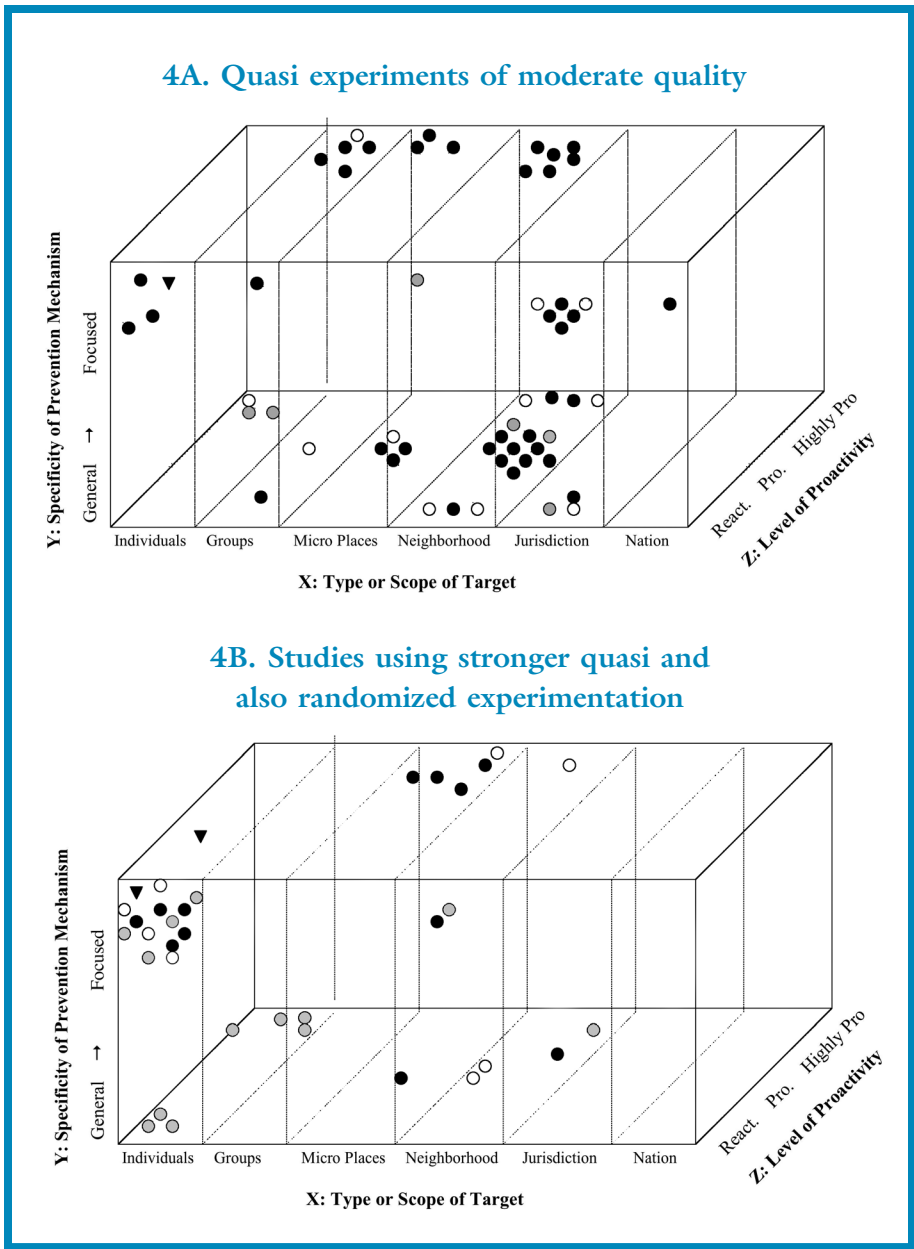 4A. Quasi experiments of moderate quality
Y: Specificity of Prevention Mechanism
General → Focused
Individuals Groups Micro Places Neighborhood Jurisdiction Nation
React. Pro. Highly Pro
Z: Level of Proactivity
X: Type or Scope of Target
4B. Studies using stronger quasi and
also randomized experimentation
Y: Specificity of Prevention Mechanism
General → Focused
Individuals Groups Micro Places Neighborhood Jurisdiction Nation
React. Pro. Highly Pro
Z: Level of Proactivity
X: Type or Scope of Target